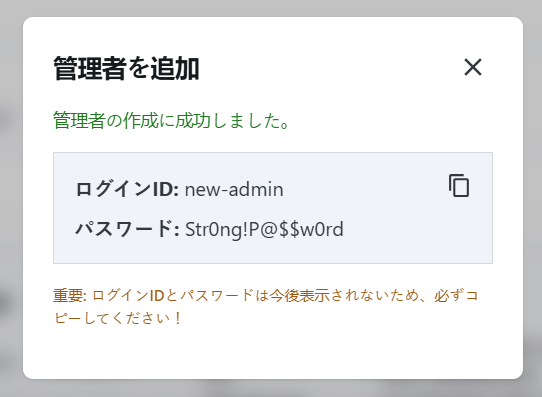 管理者を追加
管理者の作成に成功しました。
ログインID: new-admin
パスワード: Str0ng!P@$$w0rd
重要: ログインIDとパスワードは今後表示されないため、必ずコ
ピーしてください！